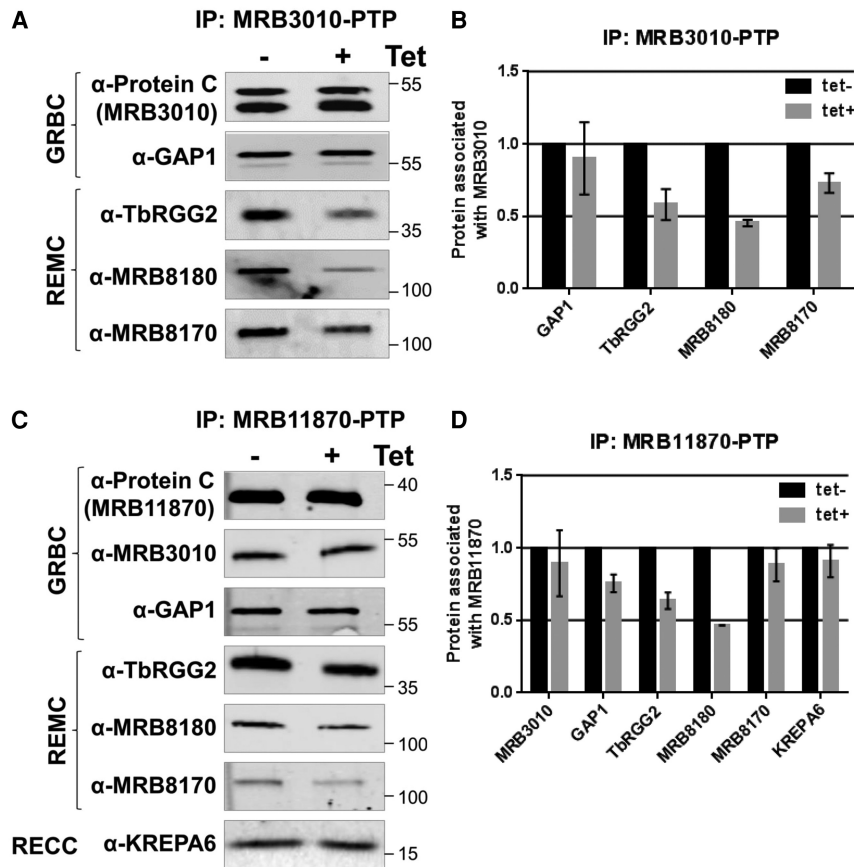 A
IP: MRB3010-PTP
- + Tet
GRBC
α-Protein C
(MRB3010)
55
α-GAP1
55
REMC
α-TbRGG2
35
α-MRB8180
100
α-MRB8170
100
B
IP: MRB3010-PTP
Protein associated
with MRB3010
1.5
1.0
0.5
0.0
tet-
tet+
GAP1
TbRGG2
MRB8180
MRB8170
C
IP: MRB11870-PTP
- + Tet
GRBC
α-Protein C
(MRB11870)
40
α-MRB3010
55
α-GAP1
55
REMC
α-TbRGG2
35
α-MRB8180
100
α-MRB8170
100
RECC
α-KREPA6
15
D
IP: MRB11870-PTP
Protein associated
with MRB11870
1.5
1.0
0.5
0.0
tet-
tet+
MRB3010
GAP1
TbRGG2
MRB8180
MRB8170
KREPA6